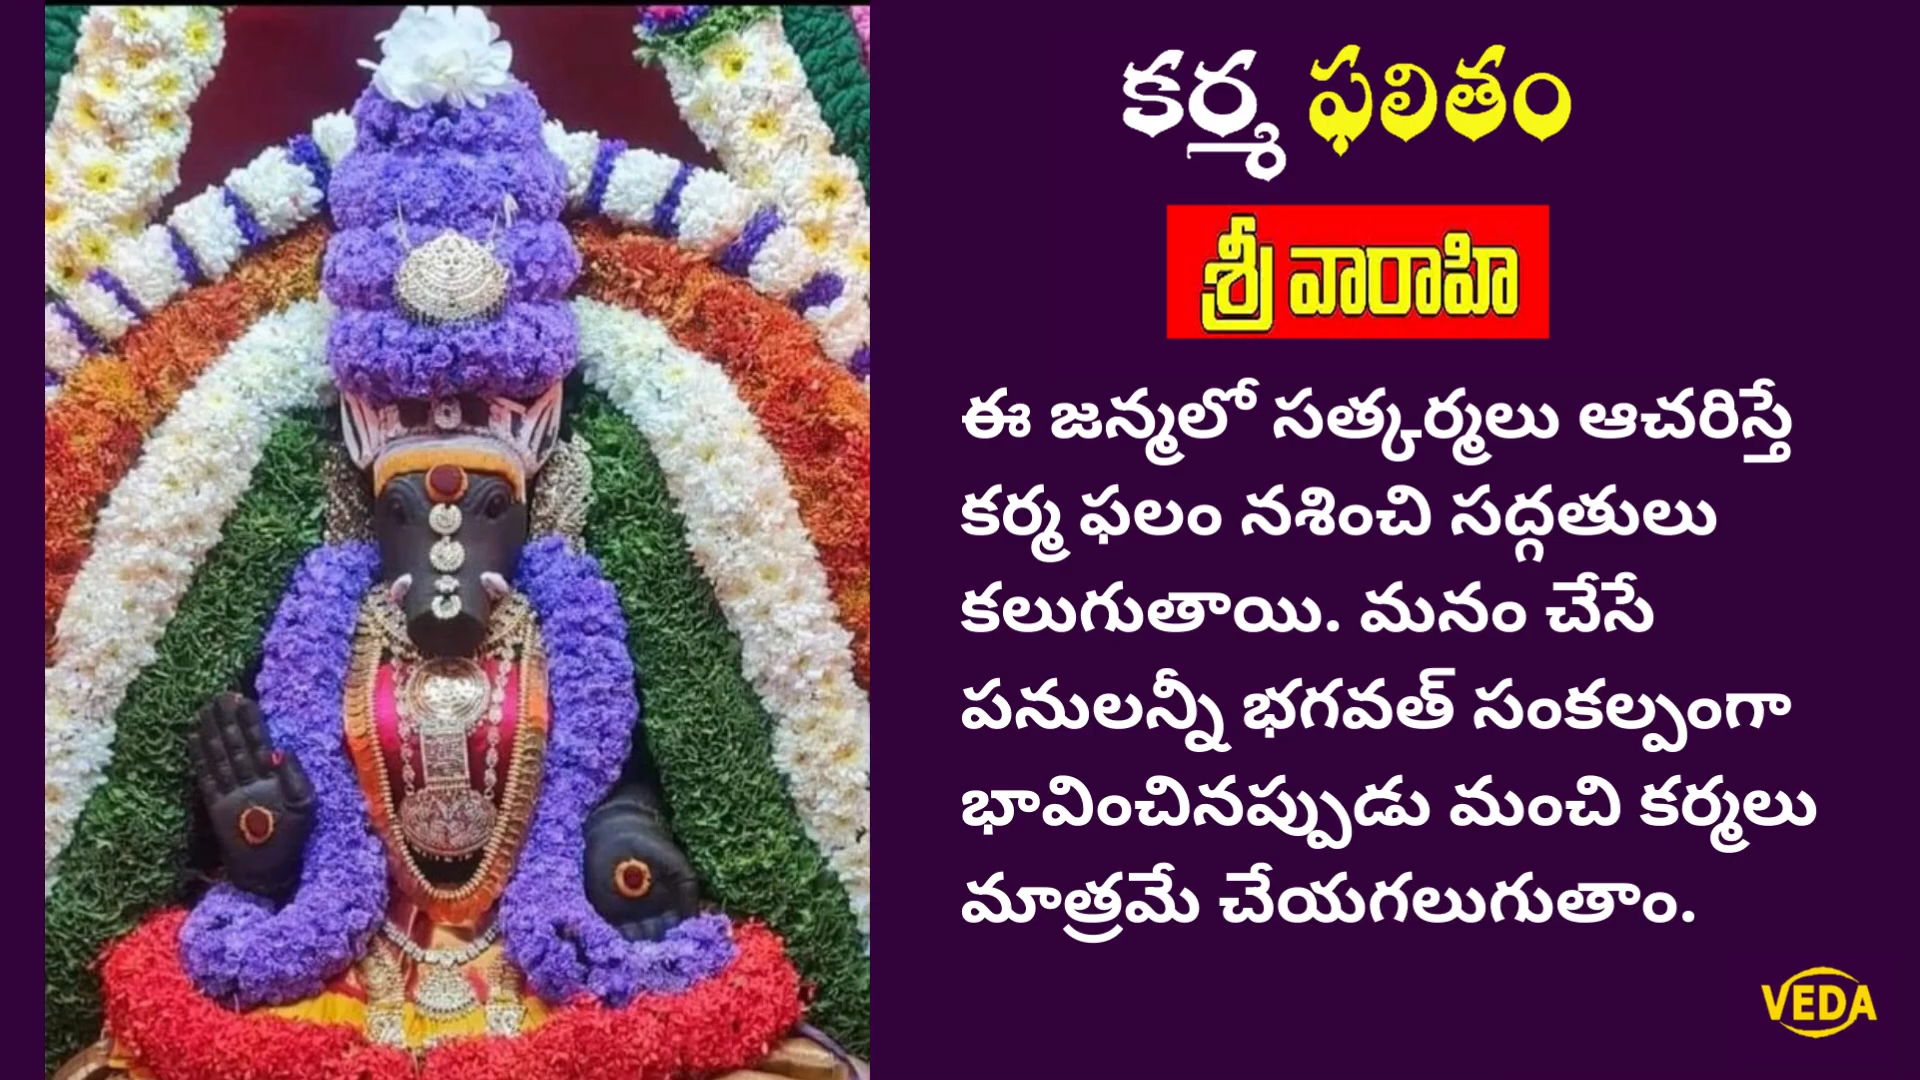 కర్మ ఫలితం
శ్రీ వారాహి
ఈ జన్మలో సత్కర్మలు ఆచరిస్తే
కర్మ ఫలం నశించి సద్గతులు
కలుగుతాయి. మనం చేసే
పనులన్నీ భగవత్ సంకల్పంగా
భావించినప్పుడు మంచి కర్మలు
మాత్రమే చేయగలుగుతాం.
VEDA